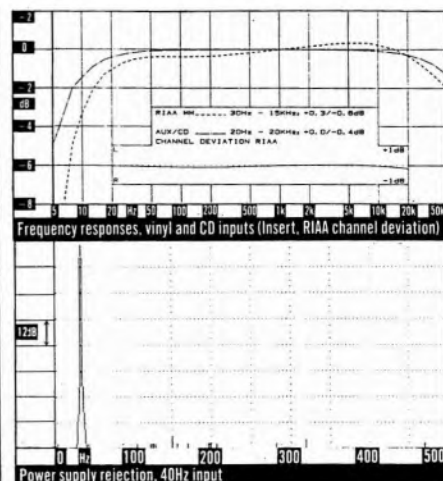 -2
0
-2
dB
-4
-6
-8
RIAA MM 30Hz - 15KHz, +0.3/-0.6dB
AUX/CD 20Hz - 20KHz, +0.0/-0.4dB
CHANNEL DEVIATION RIAA
L
+1dB
R
-1dB
5 10 20 Hz 50 100 200 500 1k 2k 5k 10k 20k 50k
Frequency responses, vinyl and CD inputs (Insert, RIAA channel deviation)
12dB
0 Hz 100 200 300 400 500
Power supply rejection, 40Hz input